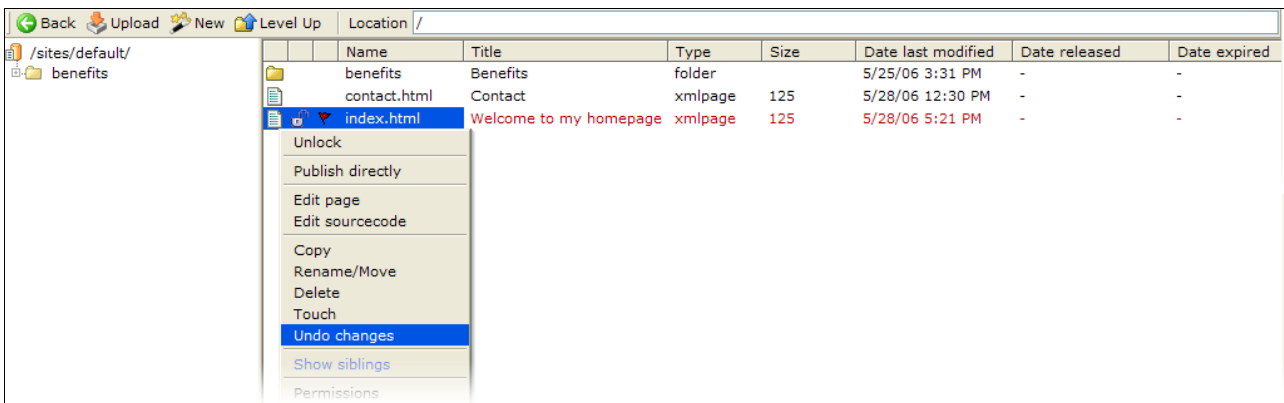 Back Upload New Level Up Location /
/sites/default/
benefits
Name Title Type Size Date last modified Date released Date expired
benefits Benefits folder 5/25/06 3:31 PM - -
contact.html Contact xmlpage 125 5/28/06 12:30 PM - -
index.html Welcome to my homepage xmlpage 125 5/28/06 5:21 PM - -
Unlock
Publish directly
Edit page
Edit sourcecode
Copy
Rename/Move
Delete
Touch
Undo changes
Show siblings
Permissions